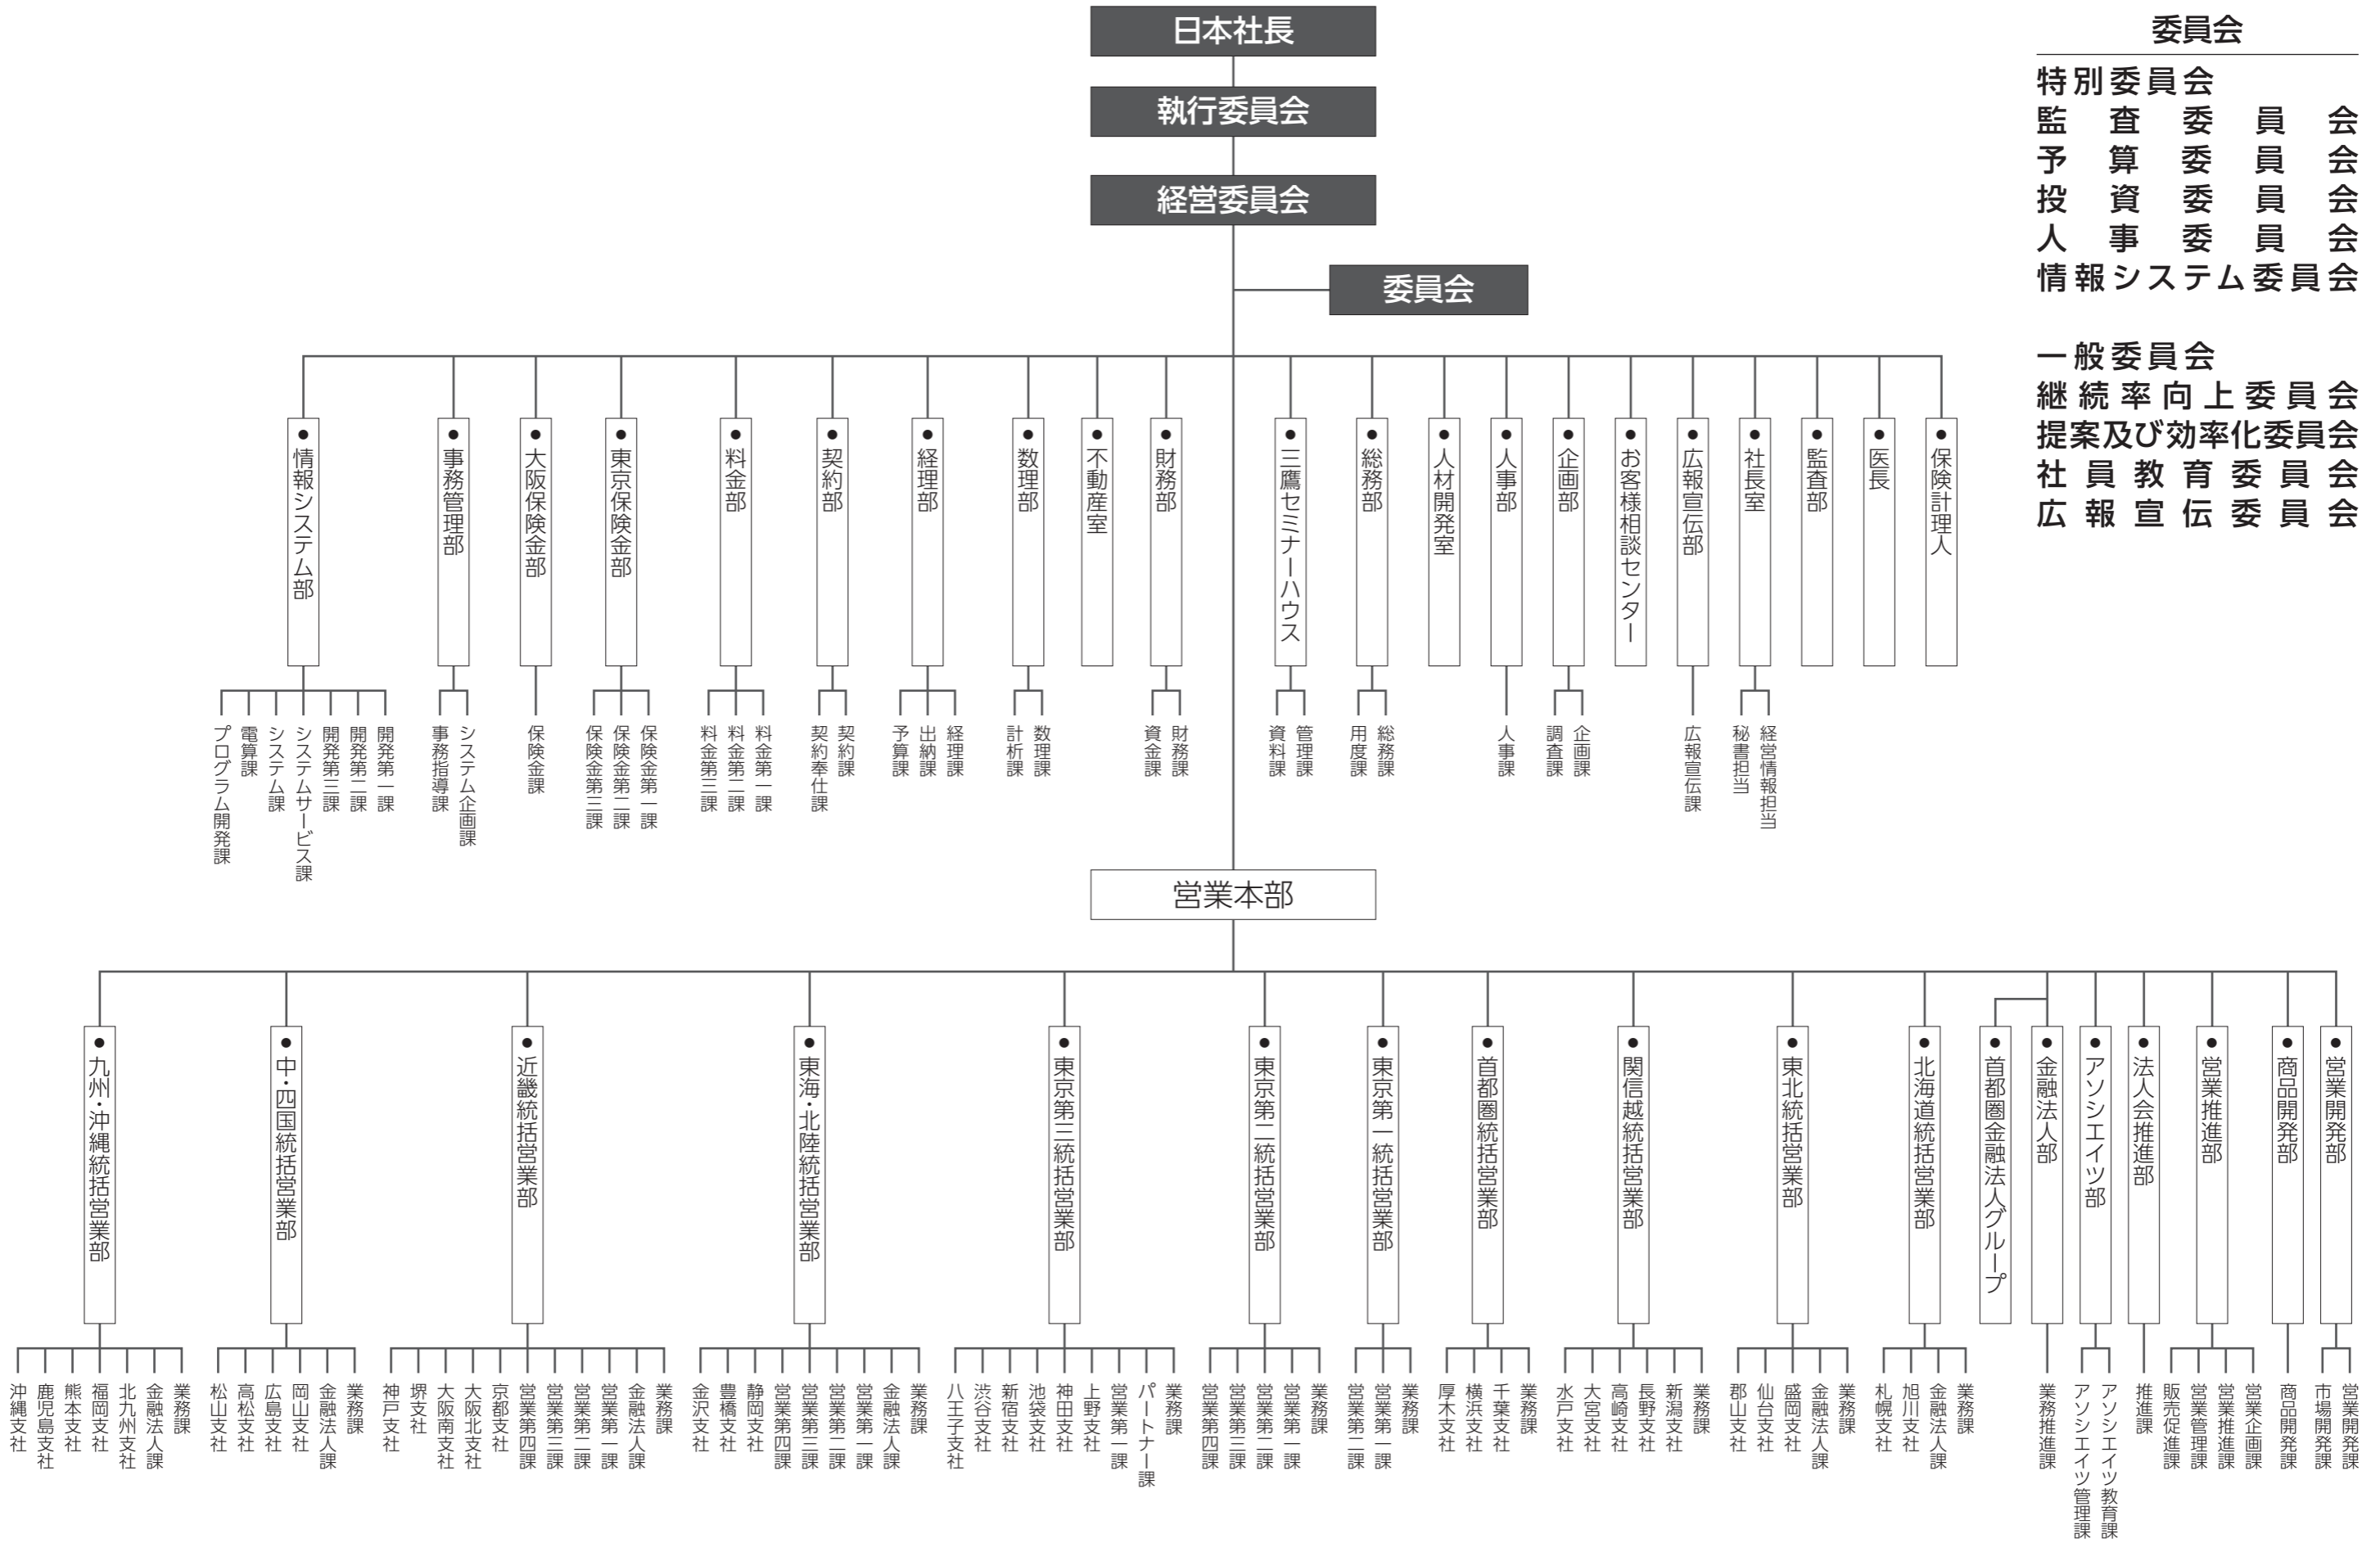 日本社長
執行委員会
経営委員会
委員会
委員会
特別委員会
監査委員会
予算委員会
投資委員会
人事委員会
情報システム委員会
一般委員会
継続率向上委員会
提案及び効率化委員会
社員教育委員会
広報宣伝委員会
●保険計理人
●医長
●監査部
●社長室
●広報宣伝部
●お客様相談センター
●企画部
●人事部
●人材開発室
●総務部
●三鷹セミナーハウス
●財務部
●不動産室
●数理部
●経理部
●契約部
●料金部
●東京保険金部
●大阪保険金部
●事務管理部
●情報システム部
経営情報担当
秘書担当
広報宣伝課
企画課
調査課
人事課
総務課
用度課
管理課
資料課
財務課
資金課
数理課
計析課
経理課
出納課
予算課
契約課
契約奉仕課
料金第一課
料金第二課
料金第三課
保険金第一課
保険金第二課
保険金第三課
保険金課
システム企画課
事務指導課
開発第一課
開発第二課
開発第三課
システムサービス課
システム課
電算課
プログラム開発課
営業本部
●営業開発部
●商品開発部
●営業推進部
●法人会推進部
●アソシエイツ部
●金融法人部
●首都圏金融法人グループ
●北海道統括営業部
●東北統括営業部
●関信越統括営業部
●首都圏統括営業部
●東京第一統括営業部
●東京第二統括営業部
●東京第三統括営業部
●東海・北陸統括営業部
●近畿統括営業部
●中・四国統括営業部
●九州・沖縄統括営業部
営業開発課
市場開発課
商品開発課
営業企画課
営業推進課
営業管理課
販売促進課
推進課
アソシエイツ教育課
アソシエイツ管理課
業務推進課
業務課
金融法人課
旭川支社
札幌支社
業務課
金融法人課
盛岡支社
仙台支社
郡山支社
業務課
新潟支社
長野支社
高崎支社
大宮支社
水戸支社
業務課
千葉支社
横浜支社
厚木支社
業務課
営業第一課
営業第二課
業務課
営業第一課
営業第二課
営業第三課
営業第四課
業務課
パートナー課
営業第一課
上野支社
神田支社
池袋支社
新宿支社
渋谷支社
八王子支社
業務課
金融法人課
営業第一課
営業第二課
営業第三課
営業第四課
静岡支社
豊橋支社
金沢支社
業務課
金融法人課
営業第一課
営業第二課
営業第三課
営業第四課
京都支社
大阪北支社
大阪南支社
堺支社
神戸支社
業務課
金融法人課
岡山支社
広島支社
高松支社
松山支社
業務課
金融法人課
北九州支社
福岡支社
熊本支社
鹿児島支社
沖縄支社